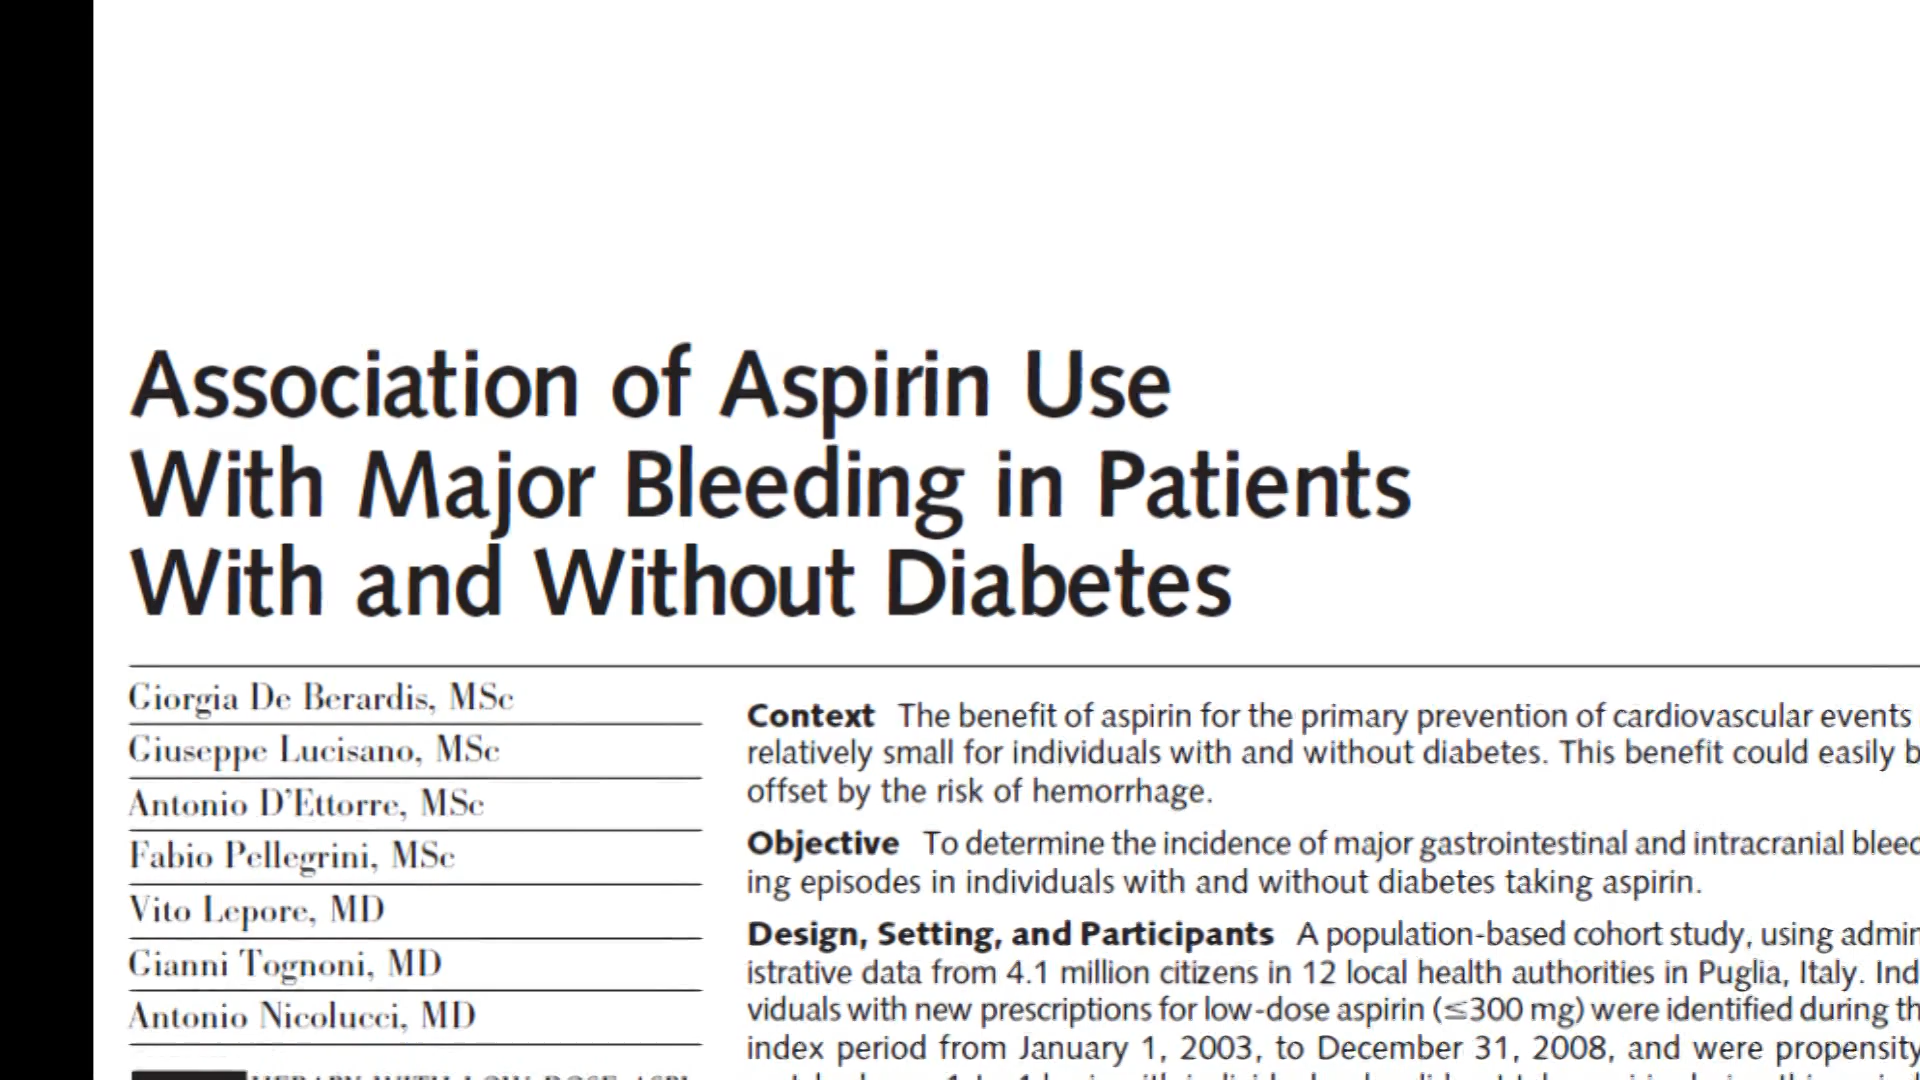 Association of Aspirin Use
With Major Bleeding in Patients
With and Without Diabetes
Giorgia De Berardis, MSc
Giuseppe Lucisano, MSc
Antonio D'Ettorre, MSc
Fabio Pellegrini, MSc
Vito Lepore, MD
Gianni Tognoni, MD
Antonio Nicolucci, MD
Context The benefit of aspirin for the primary prevention of cardiovascular events
relatively small for individuals with and without diabetes. This benefit could easily b
offset by the risk of hemorrhage.
Objective To determine the incidence of major gastrointestinal and intracranial bleed
ing episodes in individuals with and without diabetes taking aspirin.
Design, Setting, and Participants A population-based cohort study, using admin
istrative data from 4.1 million citizens in 12 local health authorities in Puglia, Italy. Ind
viduals with new prescriptions for low-dose aspirin (≤300 mg) were identified during th
index period from January 1, 2003, to December 31, 2008, and were propensity